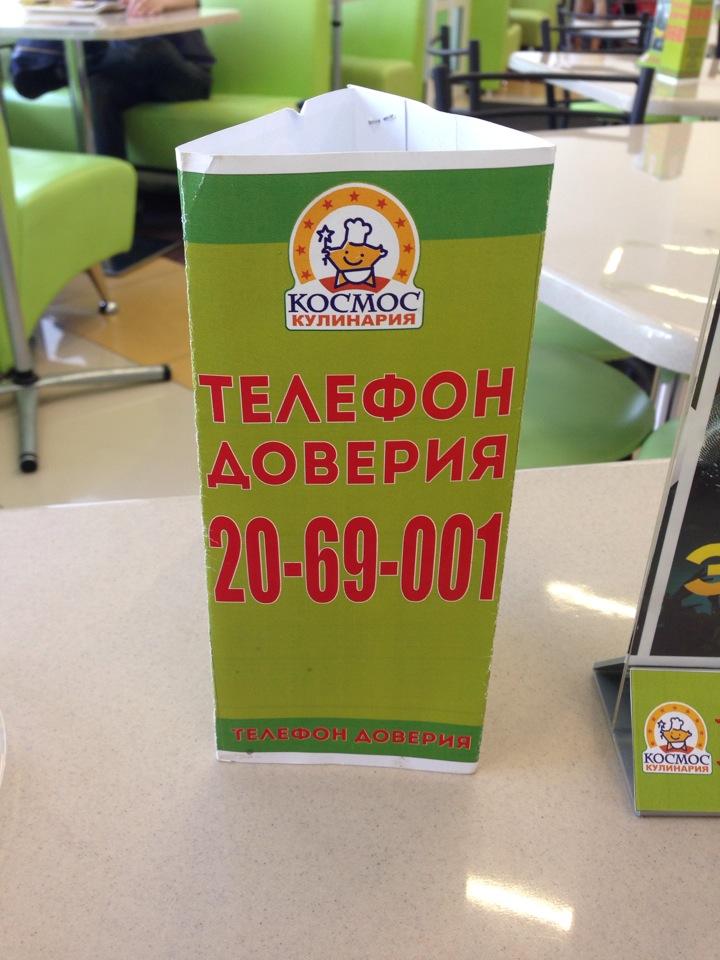 КОСМОС
КУЛИНАРИЯ
ТЕЛЕФОН
ДОВЕРИЯ
20-69-001
ТЕЛЕФОН ДОВЕРИЯ
КОСМОС
КУЛИНАРИЯ